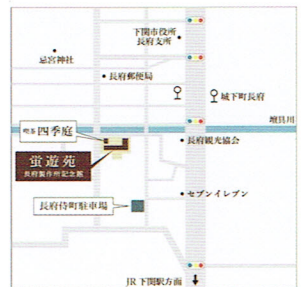 下関市役所
長府支所
忌宮神社
長府郵便局
城下町長府
壇具川
喫茶 四季庭
長府観光協会
蛍遊苑
長府製作所記念館
セブンイレブン
長府侍町駐車場
JR 下関駅方面